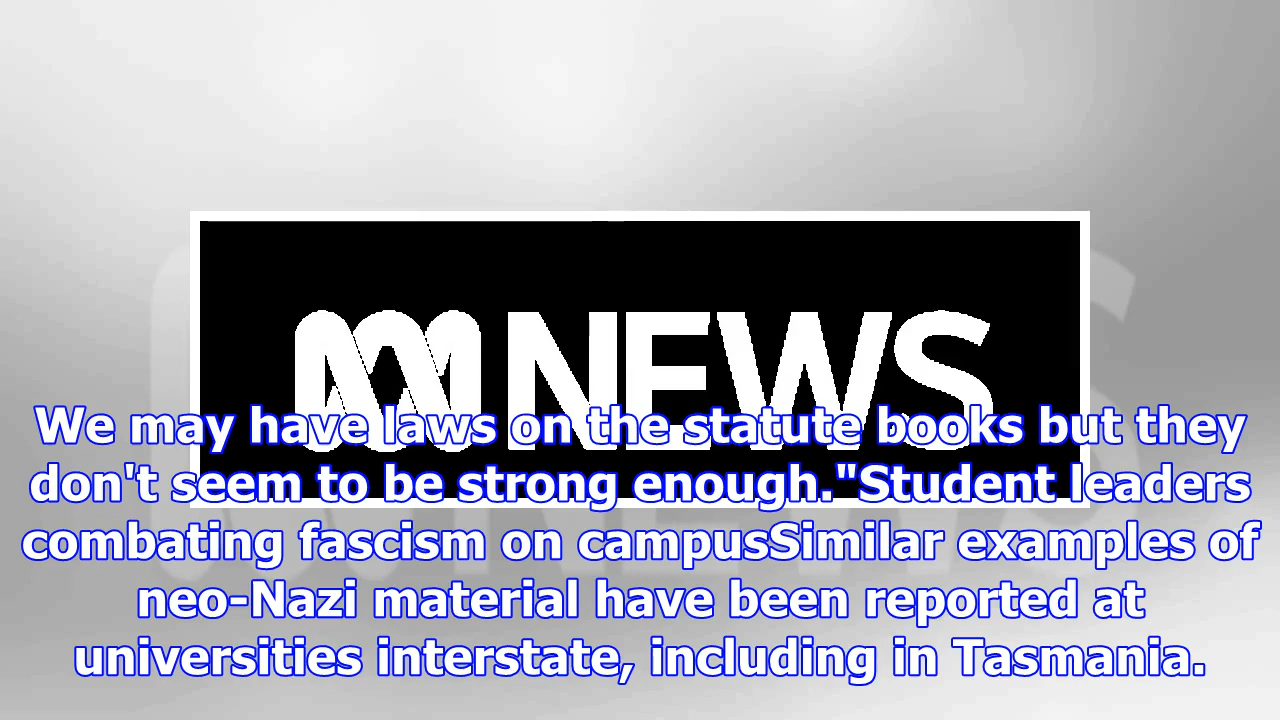 NEWS
We may have laws on the statute books but they
don't seem to be strong enough."Student leaders
combating fascism on campusSimilar examples of
neo-Nazi material have been reported at
universities interstate, including in Tasmania.